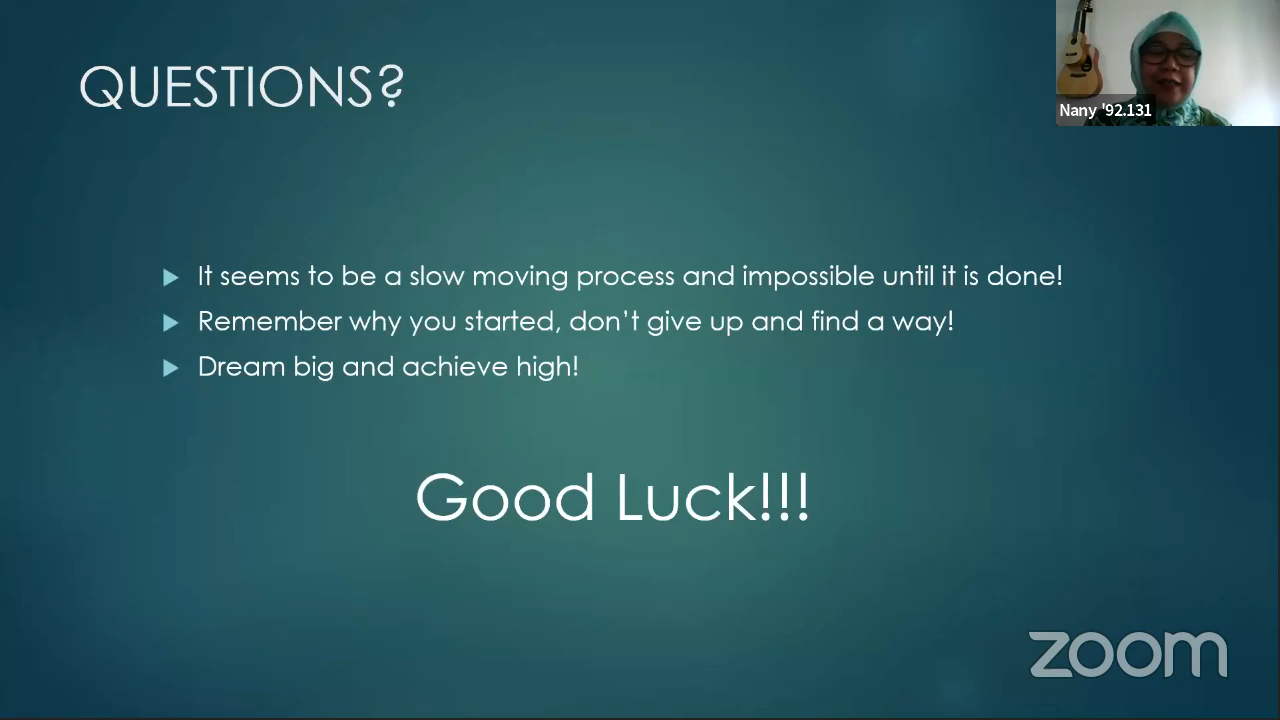 QUESTIONS?
Nany '92.131
It seems to be a slow moving process and impossible until it is done!
Remember why you started, don’t give up and find a way!
Dream big and achieve high!
Good Luck!!!
zoom